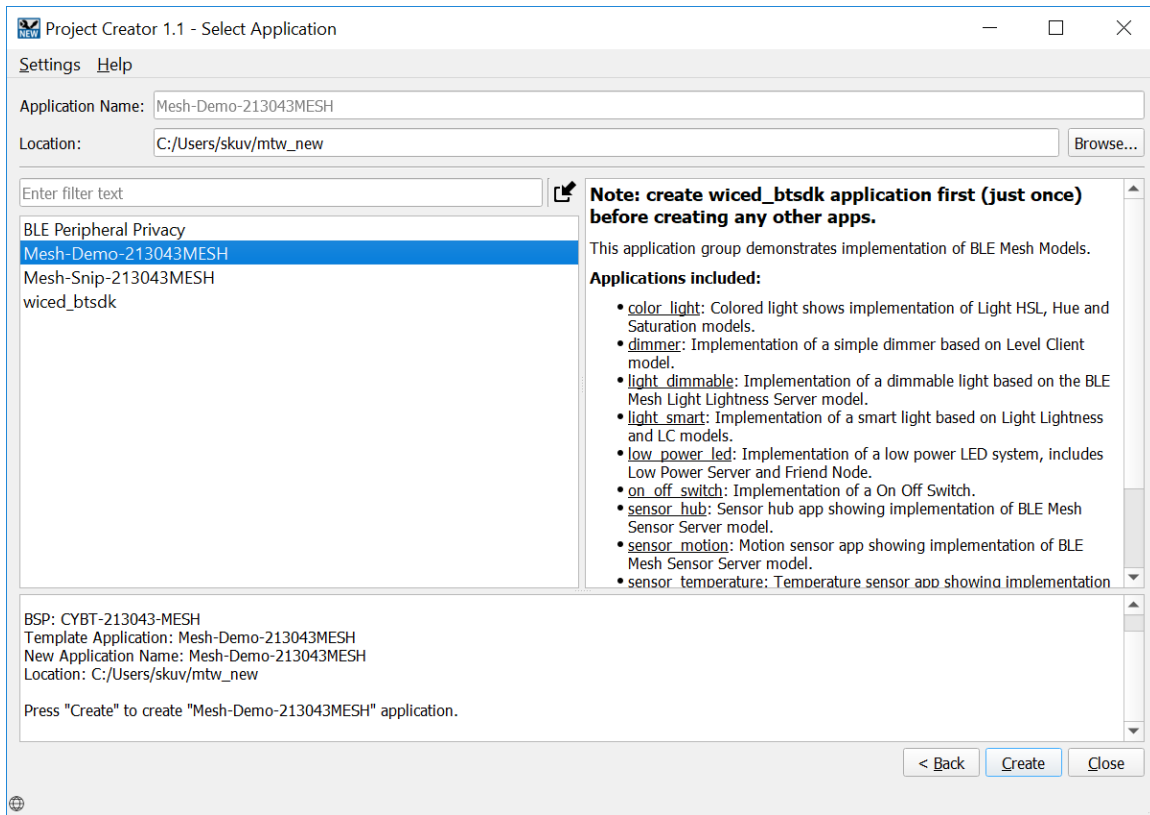 NEW
Project Creator 1.1 - Select Application
Settings Help
Application Name: Mesh-Demo-213043MESH
Location: C:/Users/skuv/mtw_new Browse...
Enter filter text
BLE Peripheral Privacy
Mesh-Demo-213043MESH
Mesh-Snip-213043MESH
wiced_btsdk
Note: create wiced_btsdk application first (just once)
before creating any other apps.
This application group demonstrates implementation of BLE Mesh Models.
Applications included:
• color_light: Colored light shows implementation of Light HSL, Hue and
Saturation models.
• dimmer: Implementation of a simple dimmer based on Level Client
model.
• light_dimmable: Implementation of a dimmable light based on the BLE
Mesh Light Lightness Server model.
• light_smart: Implementation of a smart light based on Light Lightness
and LC models.
• low_power_led: Implementation of a low power LED system, includes
Low Power Server and Friend Node.
• on_off_switch: Implementation of a On Off Switch.
• sensor_hub: Sensor hub app showing implementation of BLE Mesh
Sensor Server model.
• sensor_motion: Motion sensor app showing implementation of BLE
Mesh Sensor Server model.
• sensor_temperature: Temperature sensor app showing implementation
BSP: CYBT-213043-MESH
Template Application: Mesh-Demo-213043MESH
New Application Name: Mesh-Demo-213043MESH
Location: C:/Users/skuv/mtw_new
Press "Create" to create "Mesh-Demo-213043MESH" application.
< Back Create Close